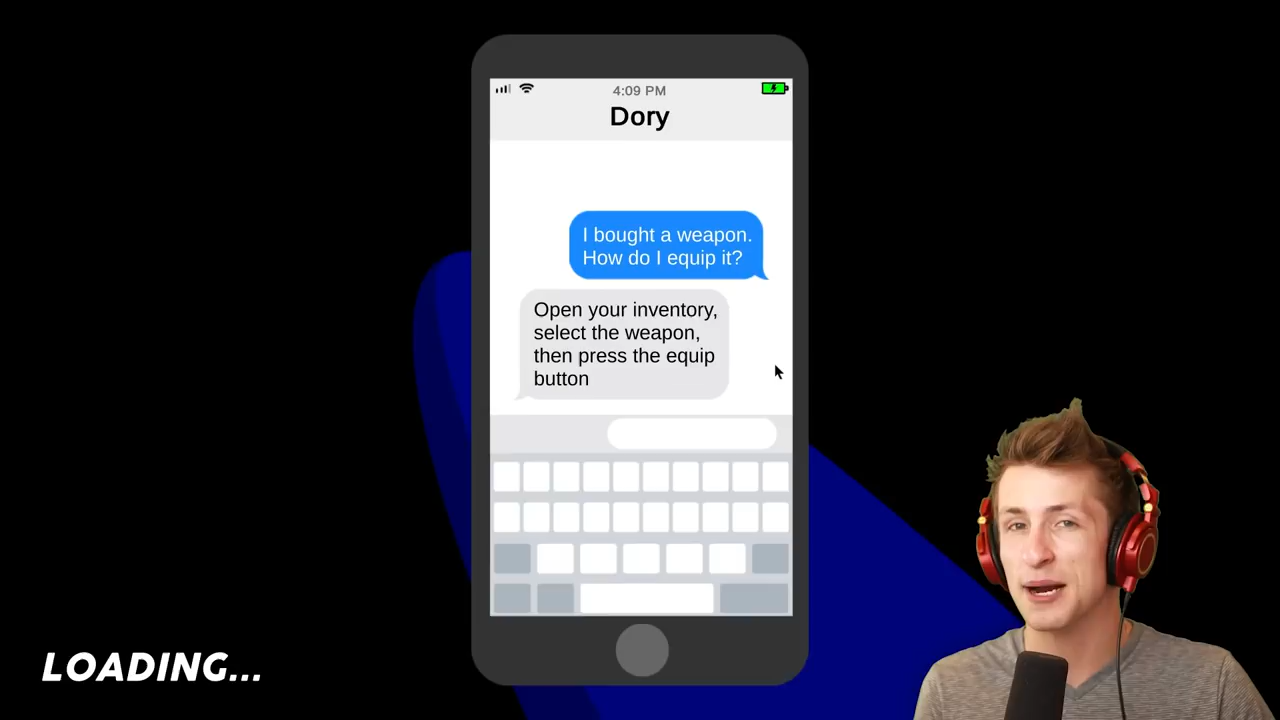 4:09 PM
Dory
I bought a weapon.
How do I equip it?
Open your inventory,
select the weapon,
then press the equip
button
LOADING...